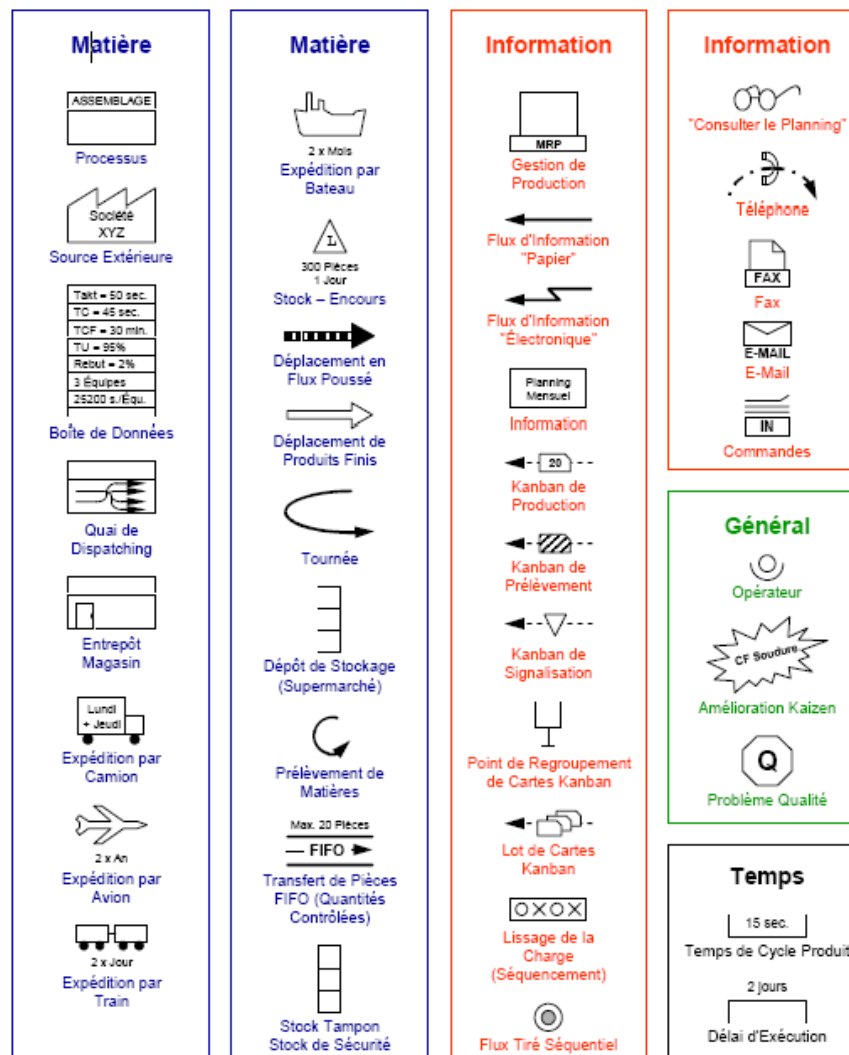 Matière
ASSEMBLAGE
Processus
Société
XYZ
Source Extérieure
Takt = 50 sec.
TC = 45 sec.
TCF = 30 min.
TU = 95%
Rebut = 2%
3 Équipes
25200 s./Équ.
Boîte de Données
Quai de
Dispatching
Entrepôt
Magasin
Lundi
+ Jeudi
Expédition par
Camion
2 x An
Expédition par
Avion
2 x Jour
Expédition par
Train
Matière
2 x Mois
Expédition par
Bateau
L
300 Pièces
1 Jour
Stock – Encours
Déplacement en
Flux Poussé
Déplacement de
Produits Finis
Tournée
Dépôt de Stockage
(Supermarché)
Prélèvement de
Matières
Max. 20 Pièces
FIFO
Transfert de Pièces
FIFO (Quantités
Contrôlées)
Stock Tampon
Stock de Sécurité
Information
MRP
Gestion de
Production
Flux d'Information
"Papier"
Flux d'Information
"Électronique"
Planning
Mensuel
Information
20
Kanban de
Production
Kanban de
Prélèvement
Kanban de
Signalisation
Point de Regroupement
de Cartes Kanban
Lot de Cartes
Kanban
OXOX
Lissage de la
Charge
(Séquencement)
Flux Tiré Séquentiel
Information
"Consulter le Planning"
Téléphone
FAX
Fax
E-MAIL
E-Mail
IN
Commandes
Général
Opérateur
CF Soudure
Amélioration Kaizen
Q
Problème Qualité
Temps
15 sec.
Temps de Cycle Produit
2 jours
Délai d'Exécution